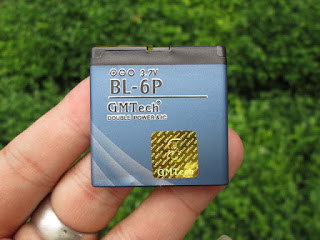 3.7V
BL-6P
GMTech
DOUBLE POWER & IC
GMTech